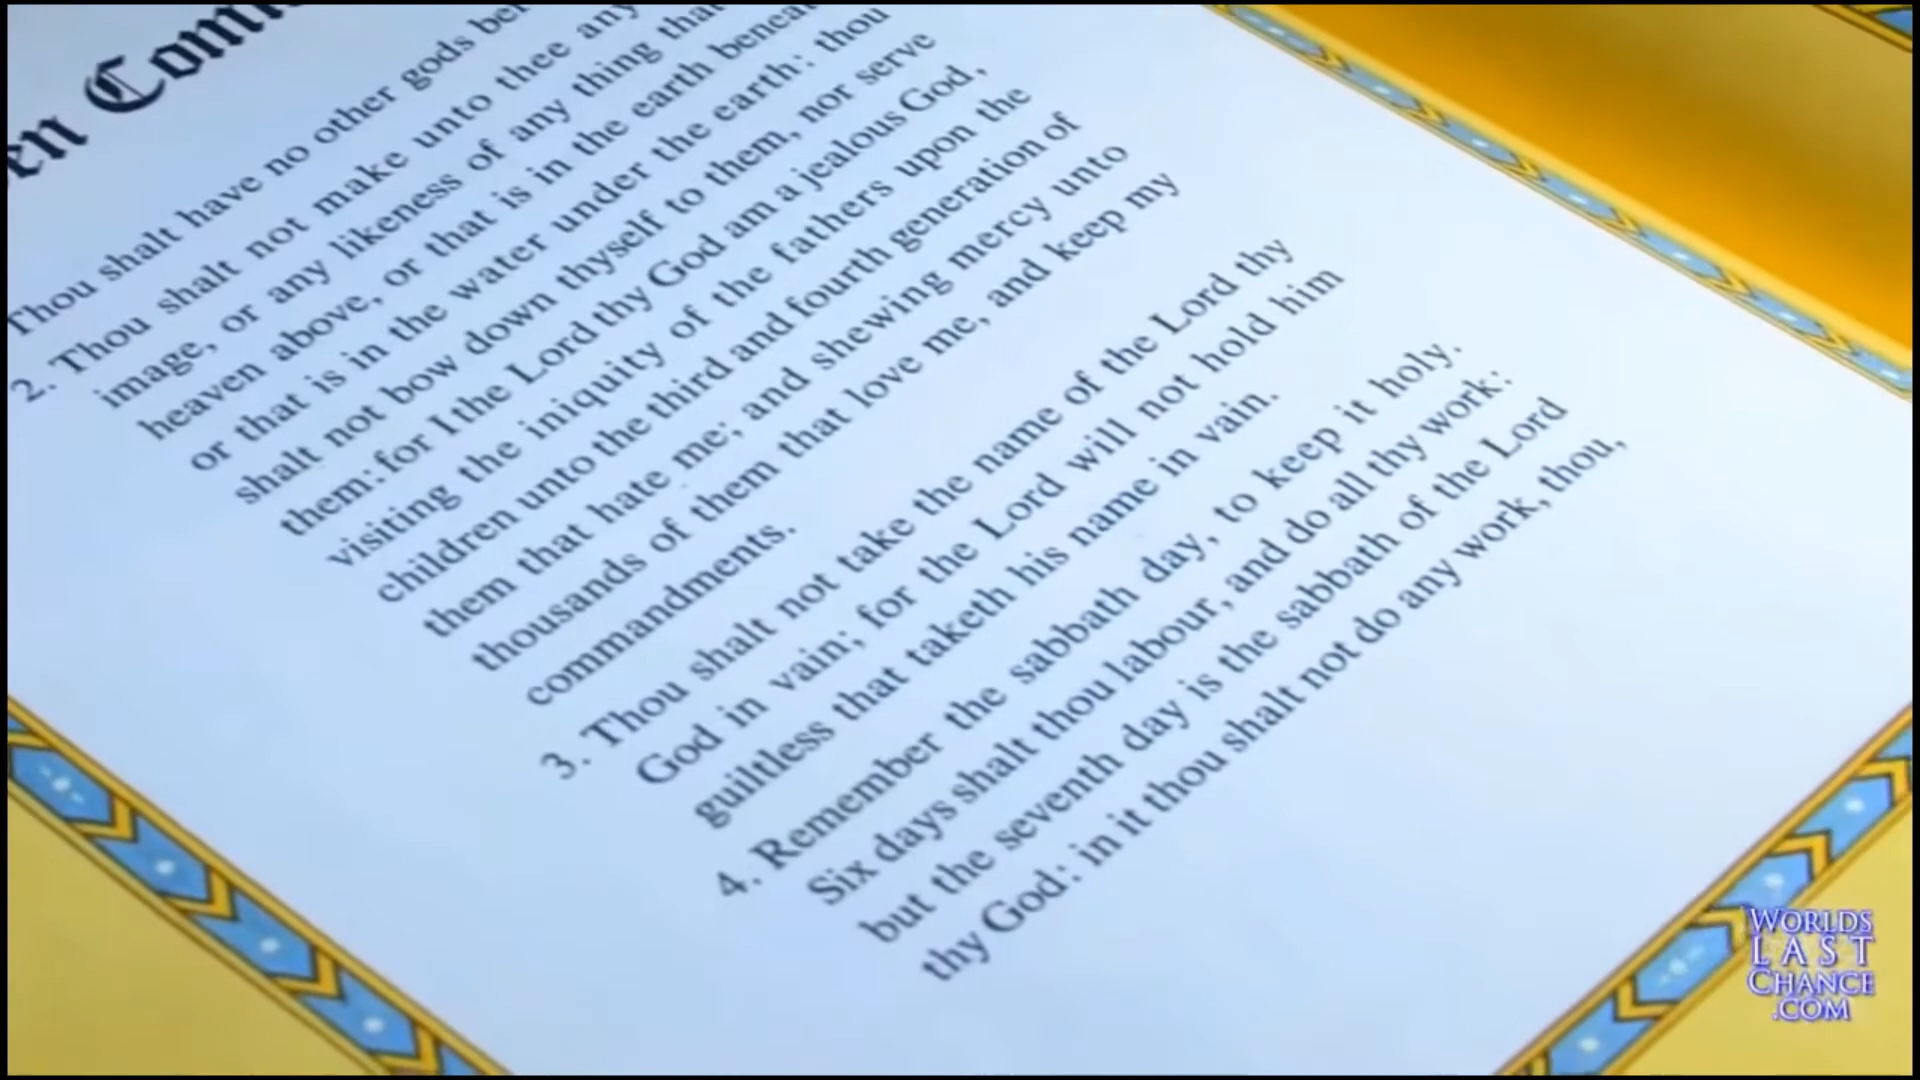 en Com
Thou shalt have no other gods
2. Thou shalt not make unto thee any
image, or any likeness of any thing that
heaven above, or that is in the earth
or that is in the water under the earth: thou
shalt not bow down thyself to them, nor serve
them: for I the Lord thy God am a jealous God,
visiting the iniquity of the fathers upon the
children unto the third and fourth generation of
them that hate me; and shewing mercy unto
thousands of them that love me, and keep my
commandments.
3. Thou shalt not take the name of the Lord thy
God in vain; for the Lord will not hold him
guiltless that taketh his name in vain.
4. Remember the sabbath day, to keep it holy.
Six days shalt thou labour, and do all thy work:
but the seventh day is the sabbath of the Lord
thy God: in it thou shalt not do any work, thou,
WORLDS
LAST
CHANCE
.COM